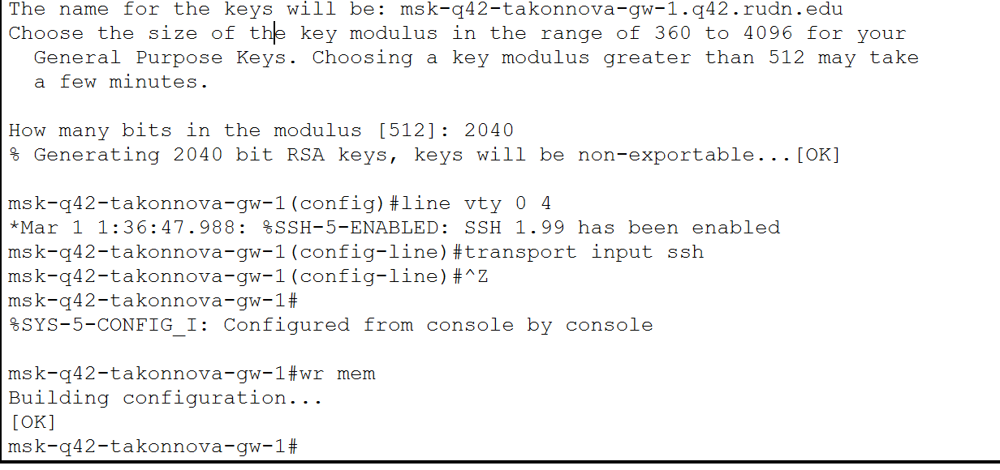 The name for the keys will be: msk-q42-takonnova-gw-1.q42.rudn.edu
Choose the size of the key modulus in the range of 360 to 4096 for your
General Purpose Keys. Choosing a key modulus greater than 512 may take
a few minutes.
How many bits in the modulus [512]: 2040
% Generating 2040 bit RSA keys, keys will be non-exportable...[OK]
msk-q42-takonnova-gw-1(config)#line vty 0 4
*Mar 1 1:36:47.988: %SSH-5-ENABLED: SSH 1.99 has been enabled
msk-q42-takonnova-gw-1(config-line)#transport input ssh
msk-q42-takonnova-gw-1(config-line)#^Z
msk-q42-takonnova-gw-1#
%SYS-5-CONFIG_I: Configured from console by console
msk-q42-takonnova-gw-1#wr mem
Building configuration...
[OK]
msk-q42-takonnova-gw-1#